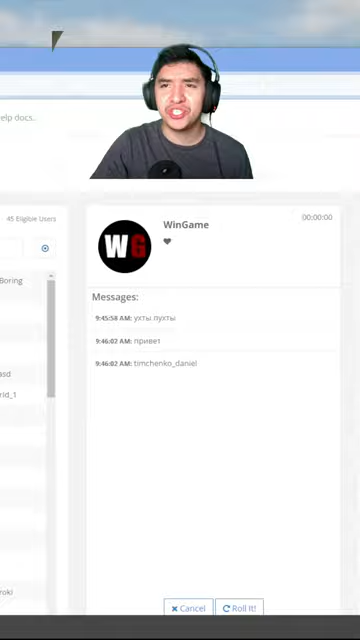 elp docs.
45 Eligible Users
00:00:00
WinGame
WG
Boring
Messages:
9:45:58 AM: ухты пухты
9:46:02 AM: привет
9:46:02 AM: timchenko_daniel
asd
rld_1
roki
Cancel
Roll It!